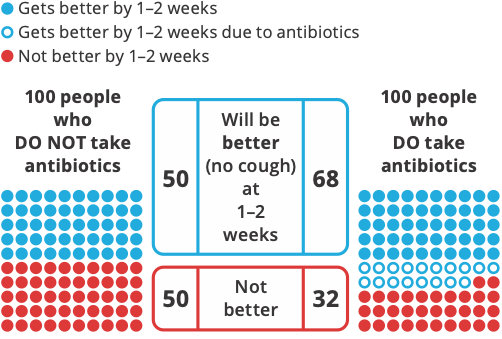 Gets better by 1–2 weeks
Gets better by 1–2 weeks due to antibiotics
Not better by 1–2 weeks
100 people
who
DO NOT take
antibiotics
50
Will be
better
(no cough)
at
1–2
weeks
68
50
Not
better
32
100 people
who
DO take
antibiotics